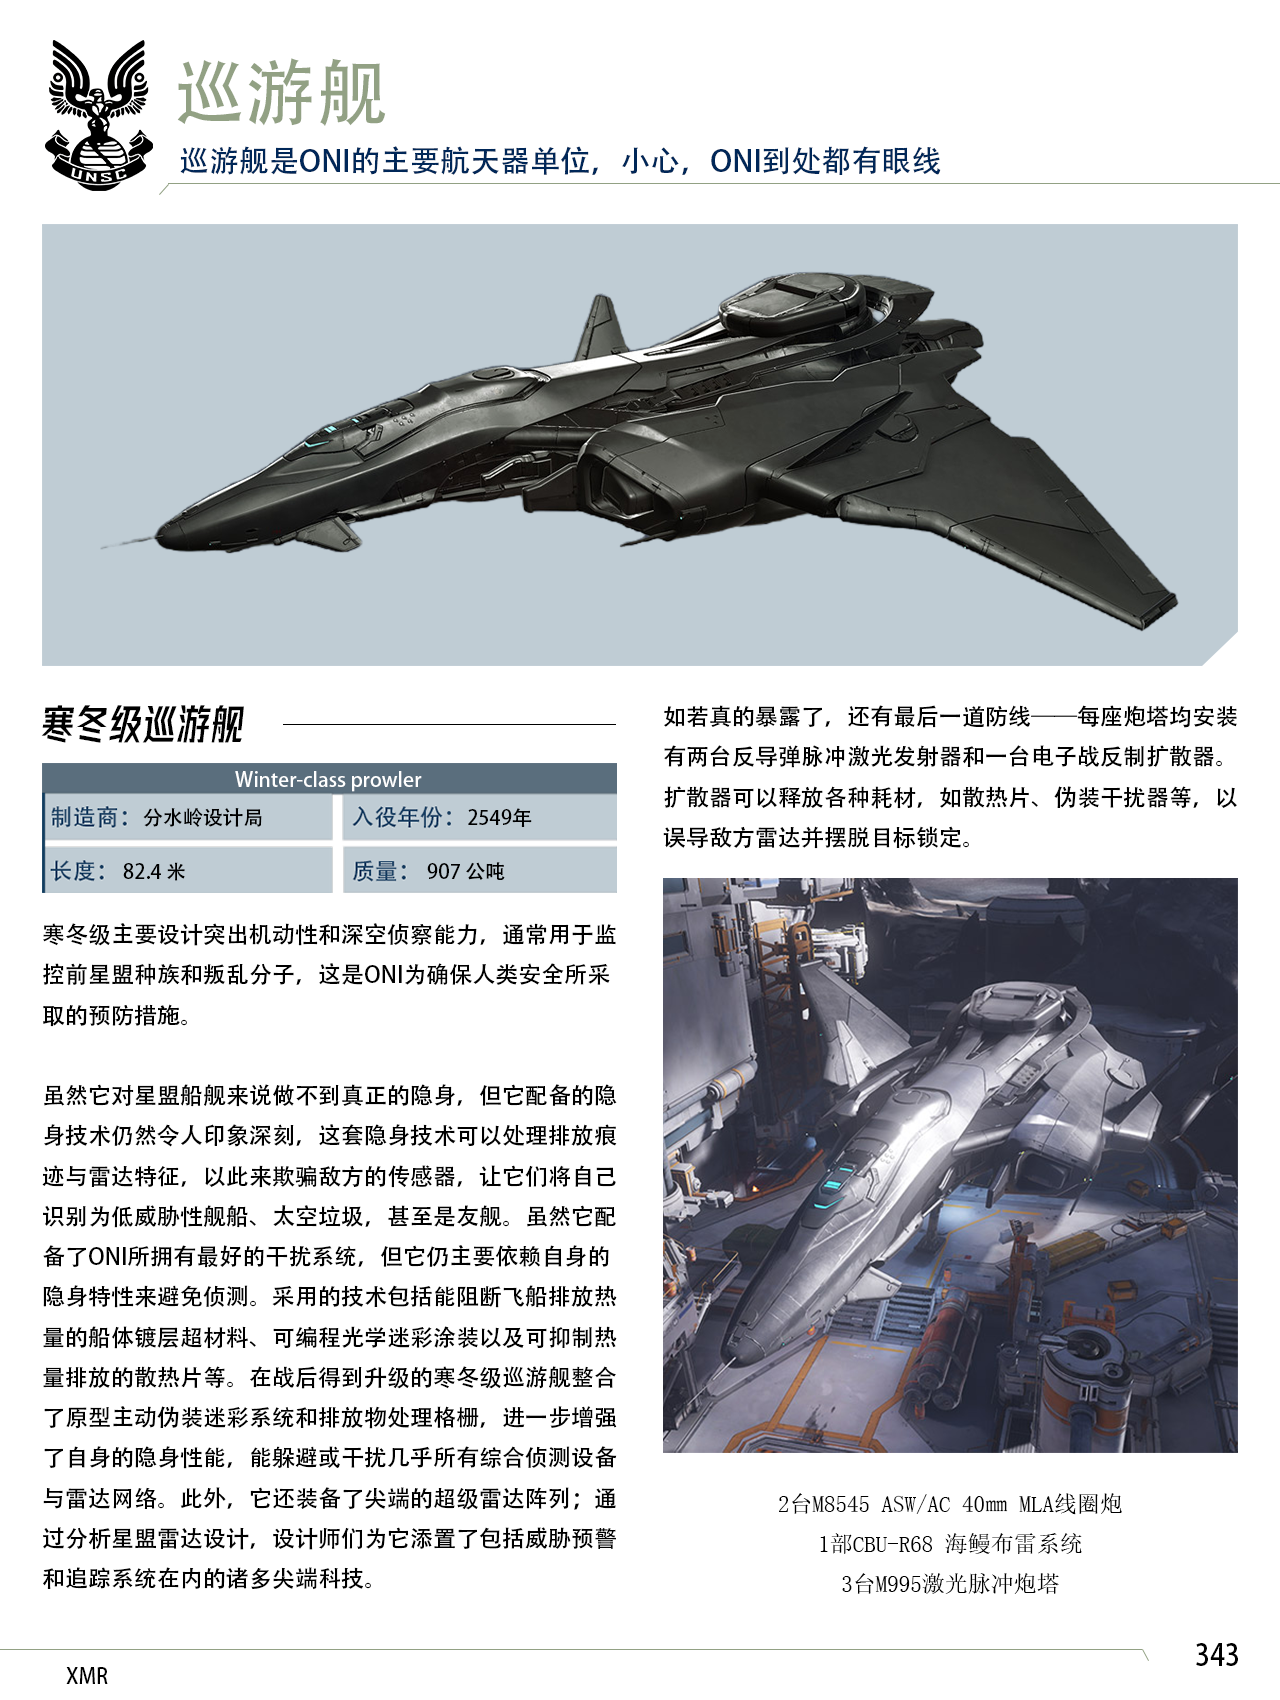 UNSC
巡游舰
巡游舰是ONI的主要航天器单位，小心，ONI到处都有眼线
寒冬级巡游舰
Winter-class prowler
制造商：分水岭设计局
入役年份：2549年
长度：82.4 米
质量：907 公吨
寒冬级主要设计突出机动性和深空侦察能力，通常用于监
控前星盟种族和叛乱分子，这是ONI为确保人类安全所采
取的预防措施。
虽然它对星盟船舰来说做不到真正的隐身，但它配备的隐
身技术仍然令人印象深刻，这套隐身技术可以处理排放痕
迹与雷达特征，以此来欺骗敌方的传感器，让它们将自己
识别为低威胁性舰船、太空垃圾，甚至是友舰。虽然它配
备了ONI所拥有最好的干扰系统，但它仍主要依赖自身的
隐身特性来避免侦测。采用的技术包括能阻断飞船排放热
量的船体镀层超材料、可编程光学迷彩涂装以及可抑制热
量排放的散热片等。在战后得到升级的寒冬级巡游舰整合
了原型主动伪装迷彩系统和排放物处理格栅，进一步增强
了自身的隐身性能，能躲避或干扰几乎所有综合侦测设备
与雷达网络。此外，它还装备了尖端的超级雷达阵列；通
过分析星盟雷达设计，设计师们为它添置了包括威胁预警
和追踪系统在内的诸多尖端科技。
如若真的暴露了，还有最后一道防线——每座炮塔均安装
有两台反导弹脉冲激光发射器和一台电子战反制扩散器。
扩散器可以释放各种耗材，如散热片、伪装干扰器等，以
误导敌方雷达并摆脱目标锁定。
2台M8545 ASW/AC 40mm MLA线圈炮
1部CBU-R68 海鳗布雷系统
3台M995激光脉冲炮塔
343
XMR